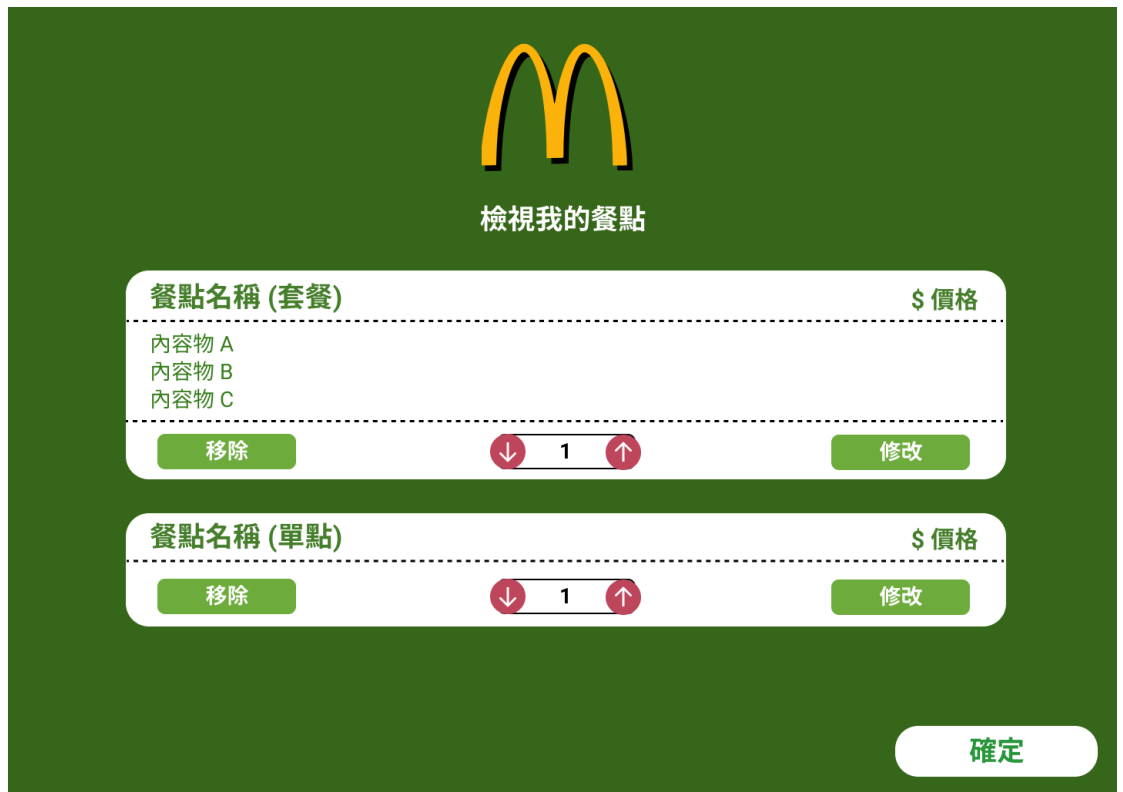 檢視我的餐點
餐點名稱 (套餐) $ 價格
內容物 A
內容物 B
內容物 C
移除 1 修改
餐點名稱 (單點) $ 價格
移除 1 修改
確定